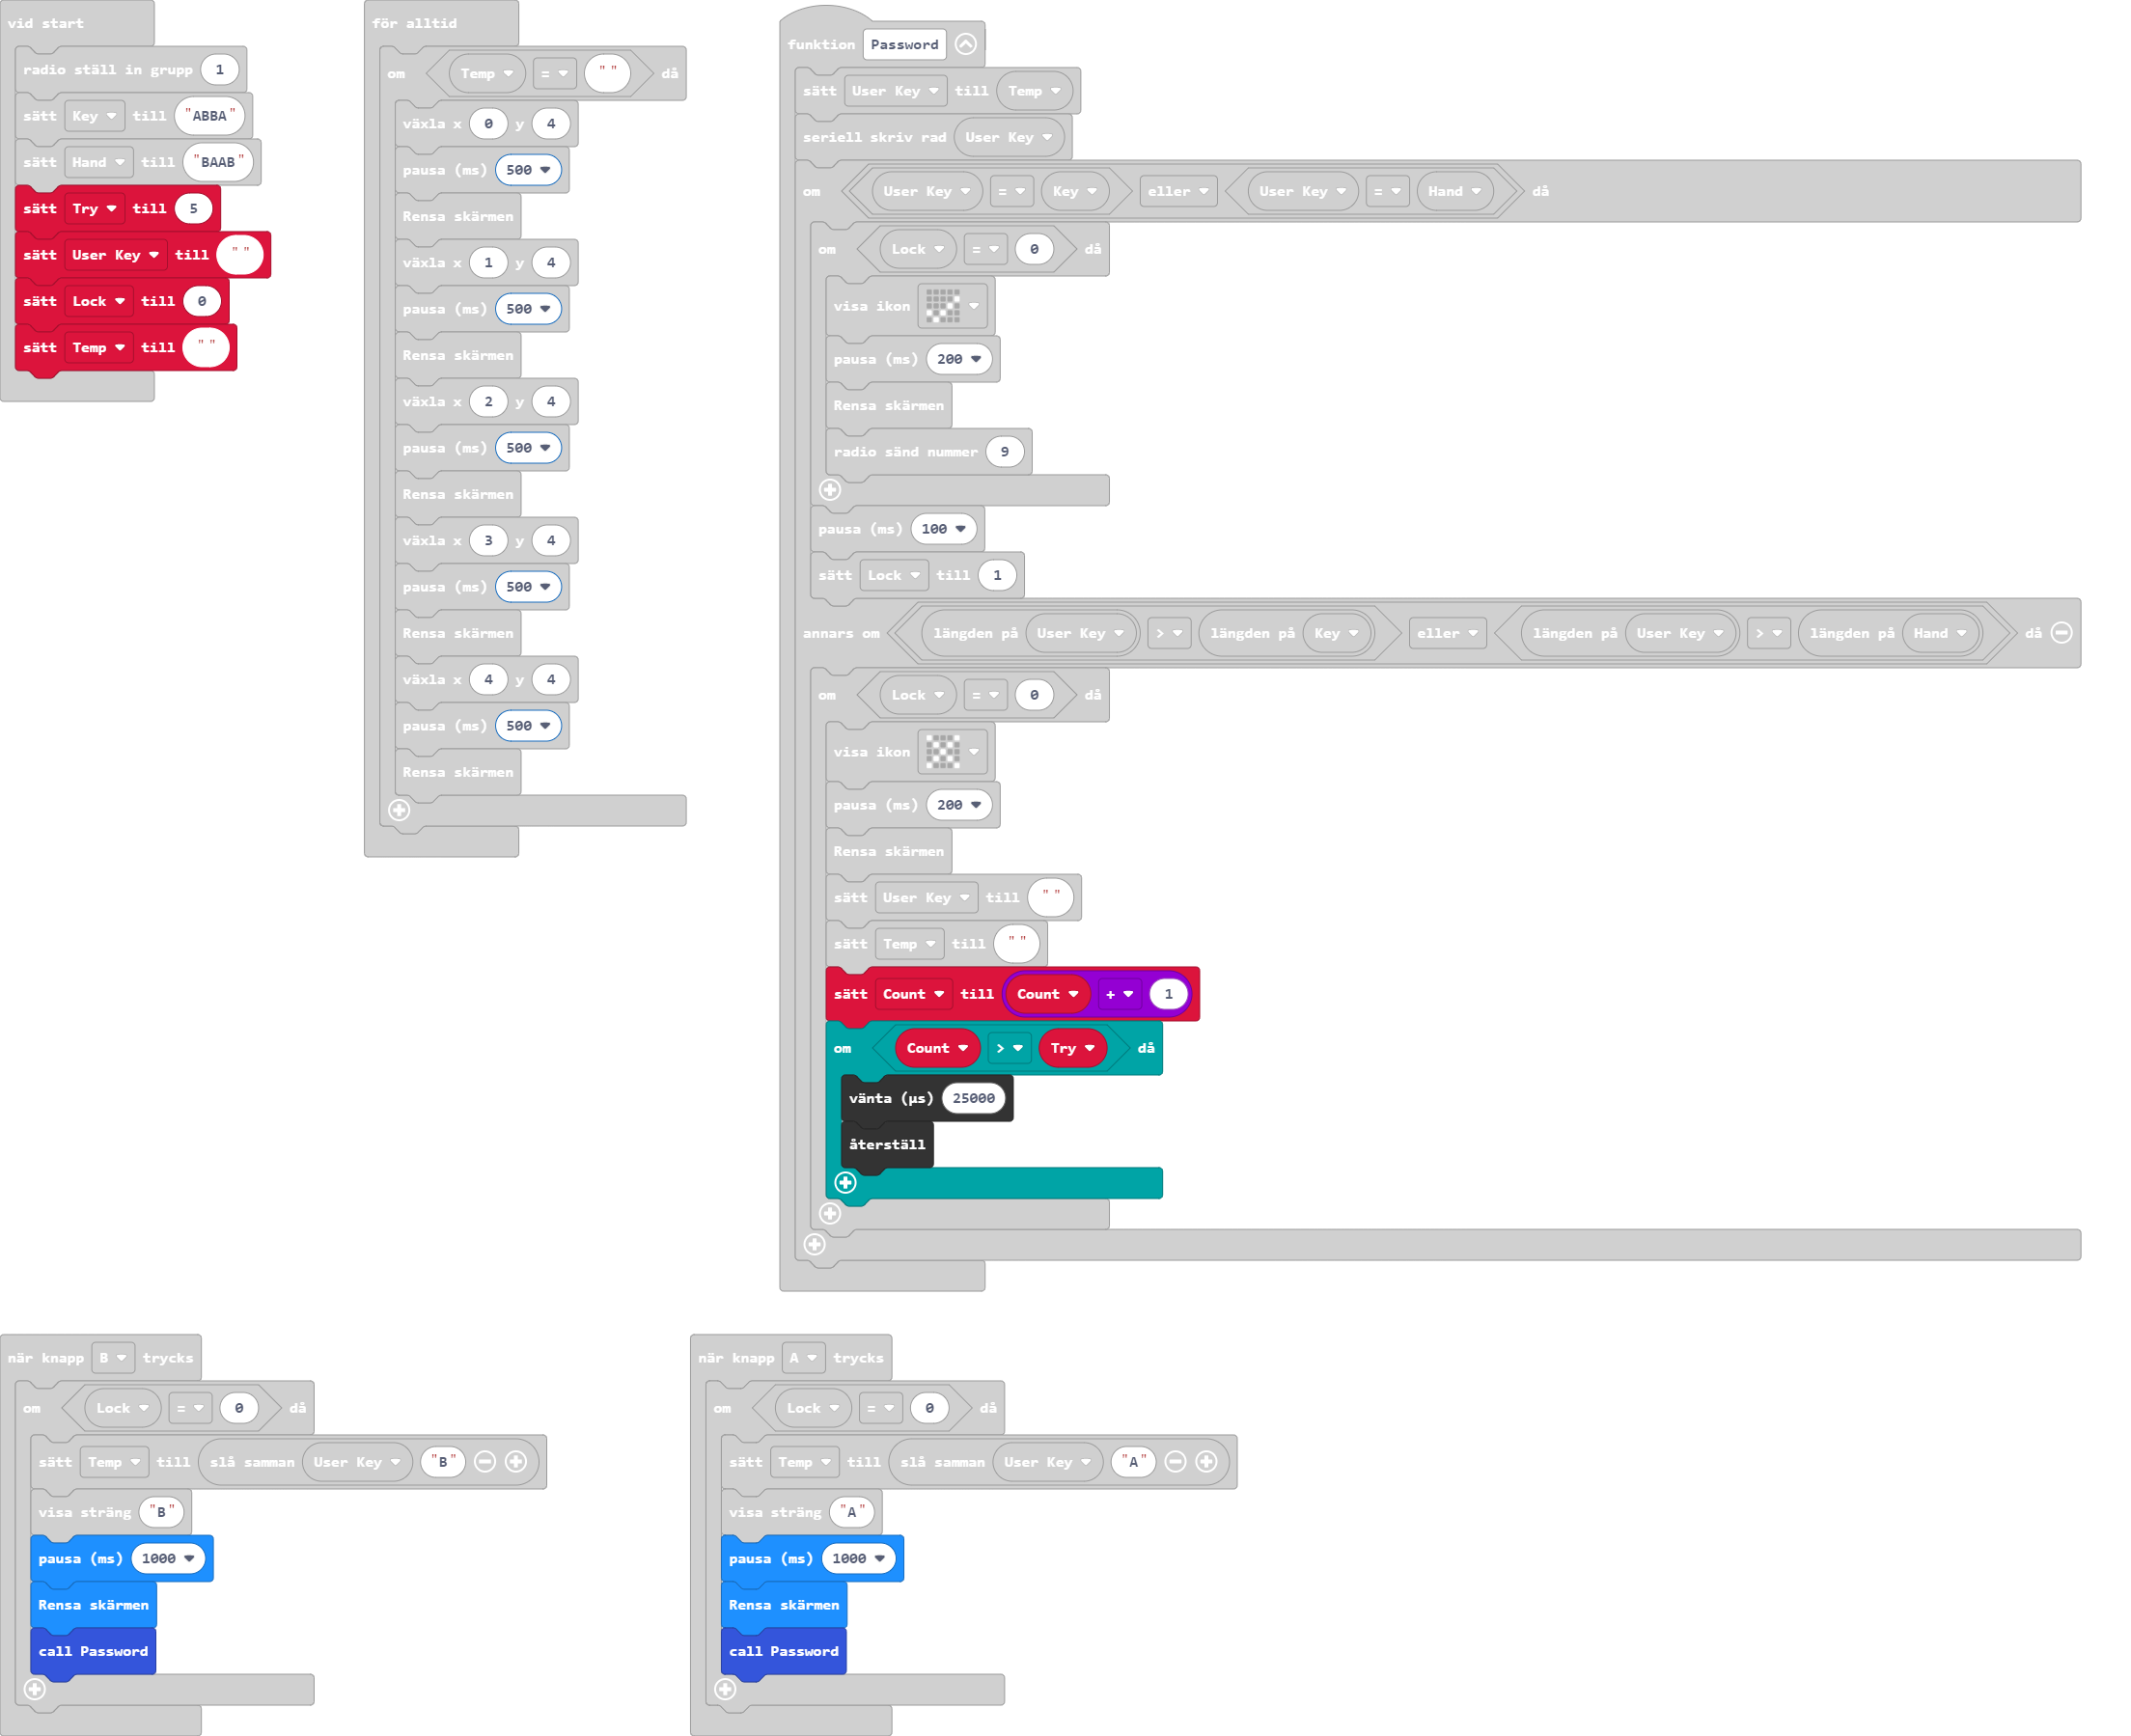 vid start
radio ställ in grupp 1
sätt Key till "ABBA"
sätt Hand till "BAAB"
sätt Try till 5
sätt User Key till " "
sätt Lock till 0
sätt Temp till " "
för alltid
om Temp = " " då
växla x 0 y 4
pausa (ms) 500
Rensa skärmen
växla x 1 y 4
pausa (ms) 500
Rensa skärmen
växla x 2 y 4
pausa (ms) 500
Rensa skärmen
växla x 3 y 4
pausa (ms) 500
Rensa skärmen
växla x 4 y 4
pausa (ms) 500
Rensa skärmen
funktion Password
sätt User Key till Temp
seriell skriv rad User Key
om User Key = Key eller User Key = Hand då
om Lock = 0 då
visa ikon
pausa (ms) 200
Rensa skärmen
radio sänd nummer 9
pausa (ms) 100
sätt Lock till 1
annars om längden på User Key > längden på Key eller längden på User Key > längden på Hand då
om Lock = 0 då
visa ikon
pausa (ms) 200
Rensa skärmen
sätt User Key till " "
sätt Temp till " "
sätt Count till Count + 1
om Count > Try då
vänta (µs) 25000
återställ
när knapp B trycks
om Lock = 0 då
sätt Temp till slå samman User Key "B"
visa sträng "B"
pausa (ms) 1000
Rensa skärmen
call Password
när knapp A trycks
om Lock = 0 då
sätt Temp till slå samman User Key "A"
visa sträng "A"
pausa (ms) 1000
Rensa skärmen
call Password